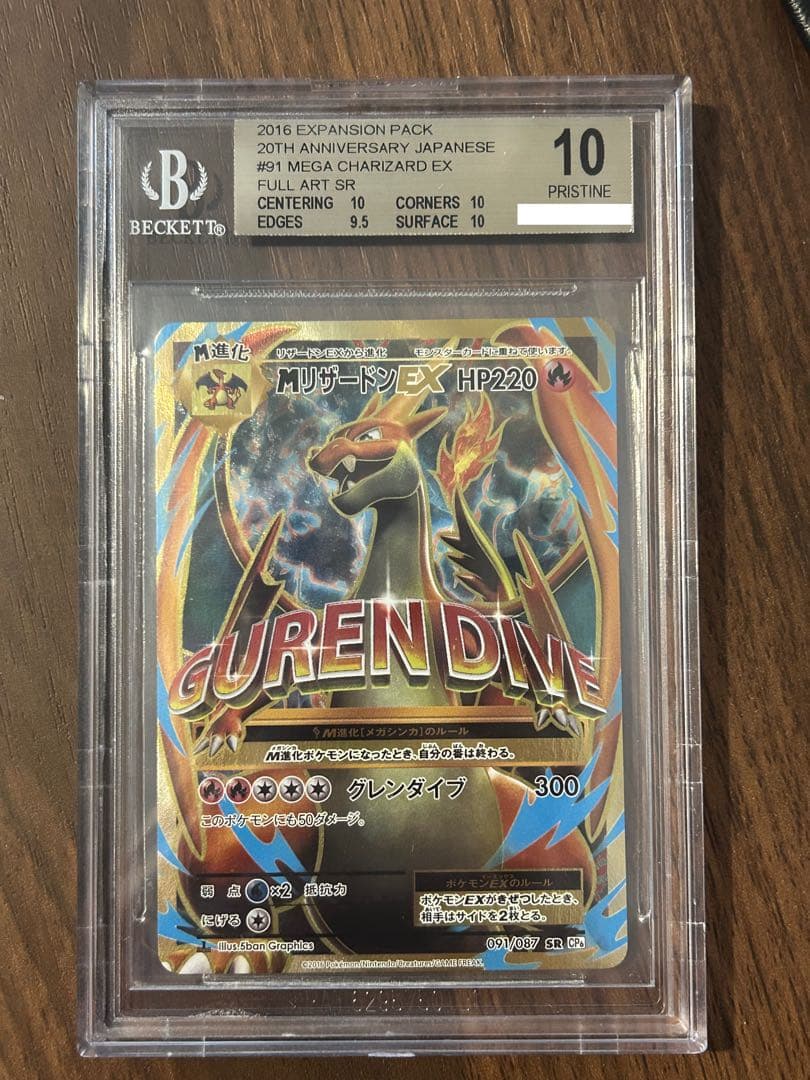 2016 EXPANSION PACK
20TH ANNIVERSARY JAPANESE
#91 MEGA CHARIZARD EX
FULL ART SR
CENTERING 10 CORNERS 10
EDGES 9.5 SURFACE 10
10
PRISTINE
B
BECKETT®
M進化
リザードンEXから進化 モンスターカードに重ねて使います。
MリザードンEX HP220
GUREN DIVE
M進化[メガシンカ]のルール
M進化ポケモンになったとき、自分の番は終わる。
グレンダイブ 300
このポケモンにも50ダメージ。
弱点 ×2 抵抗力
ポケモンEXのルール
ポケモンEXがきぜつしたとき、
相手はサイドを2枚とる。
にげる
Illus. 5ban Graphics
091/087 SR CP6
©2016 Pokémon/Nintendo/Creatures/GAME FREAK.